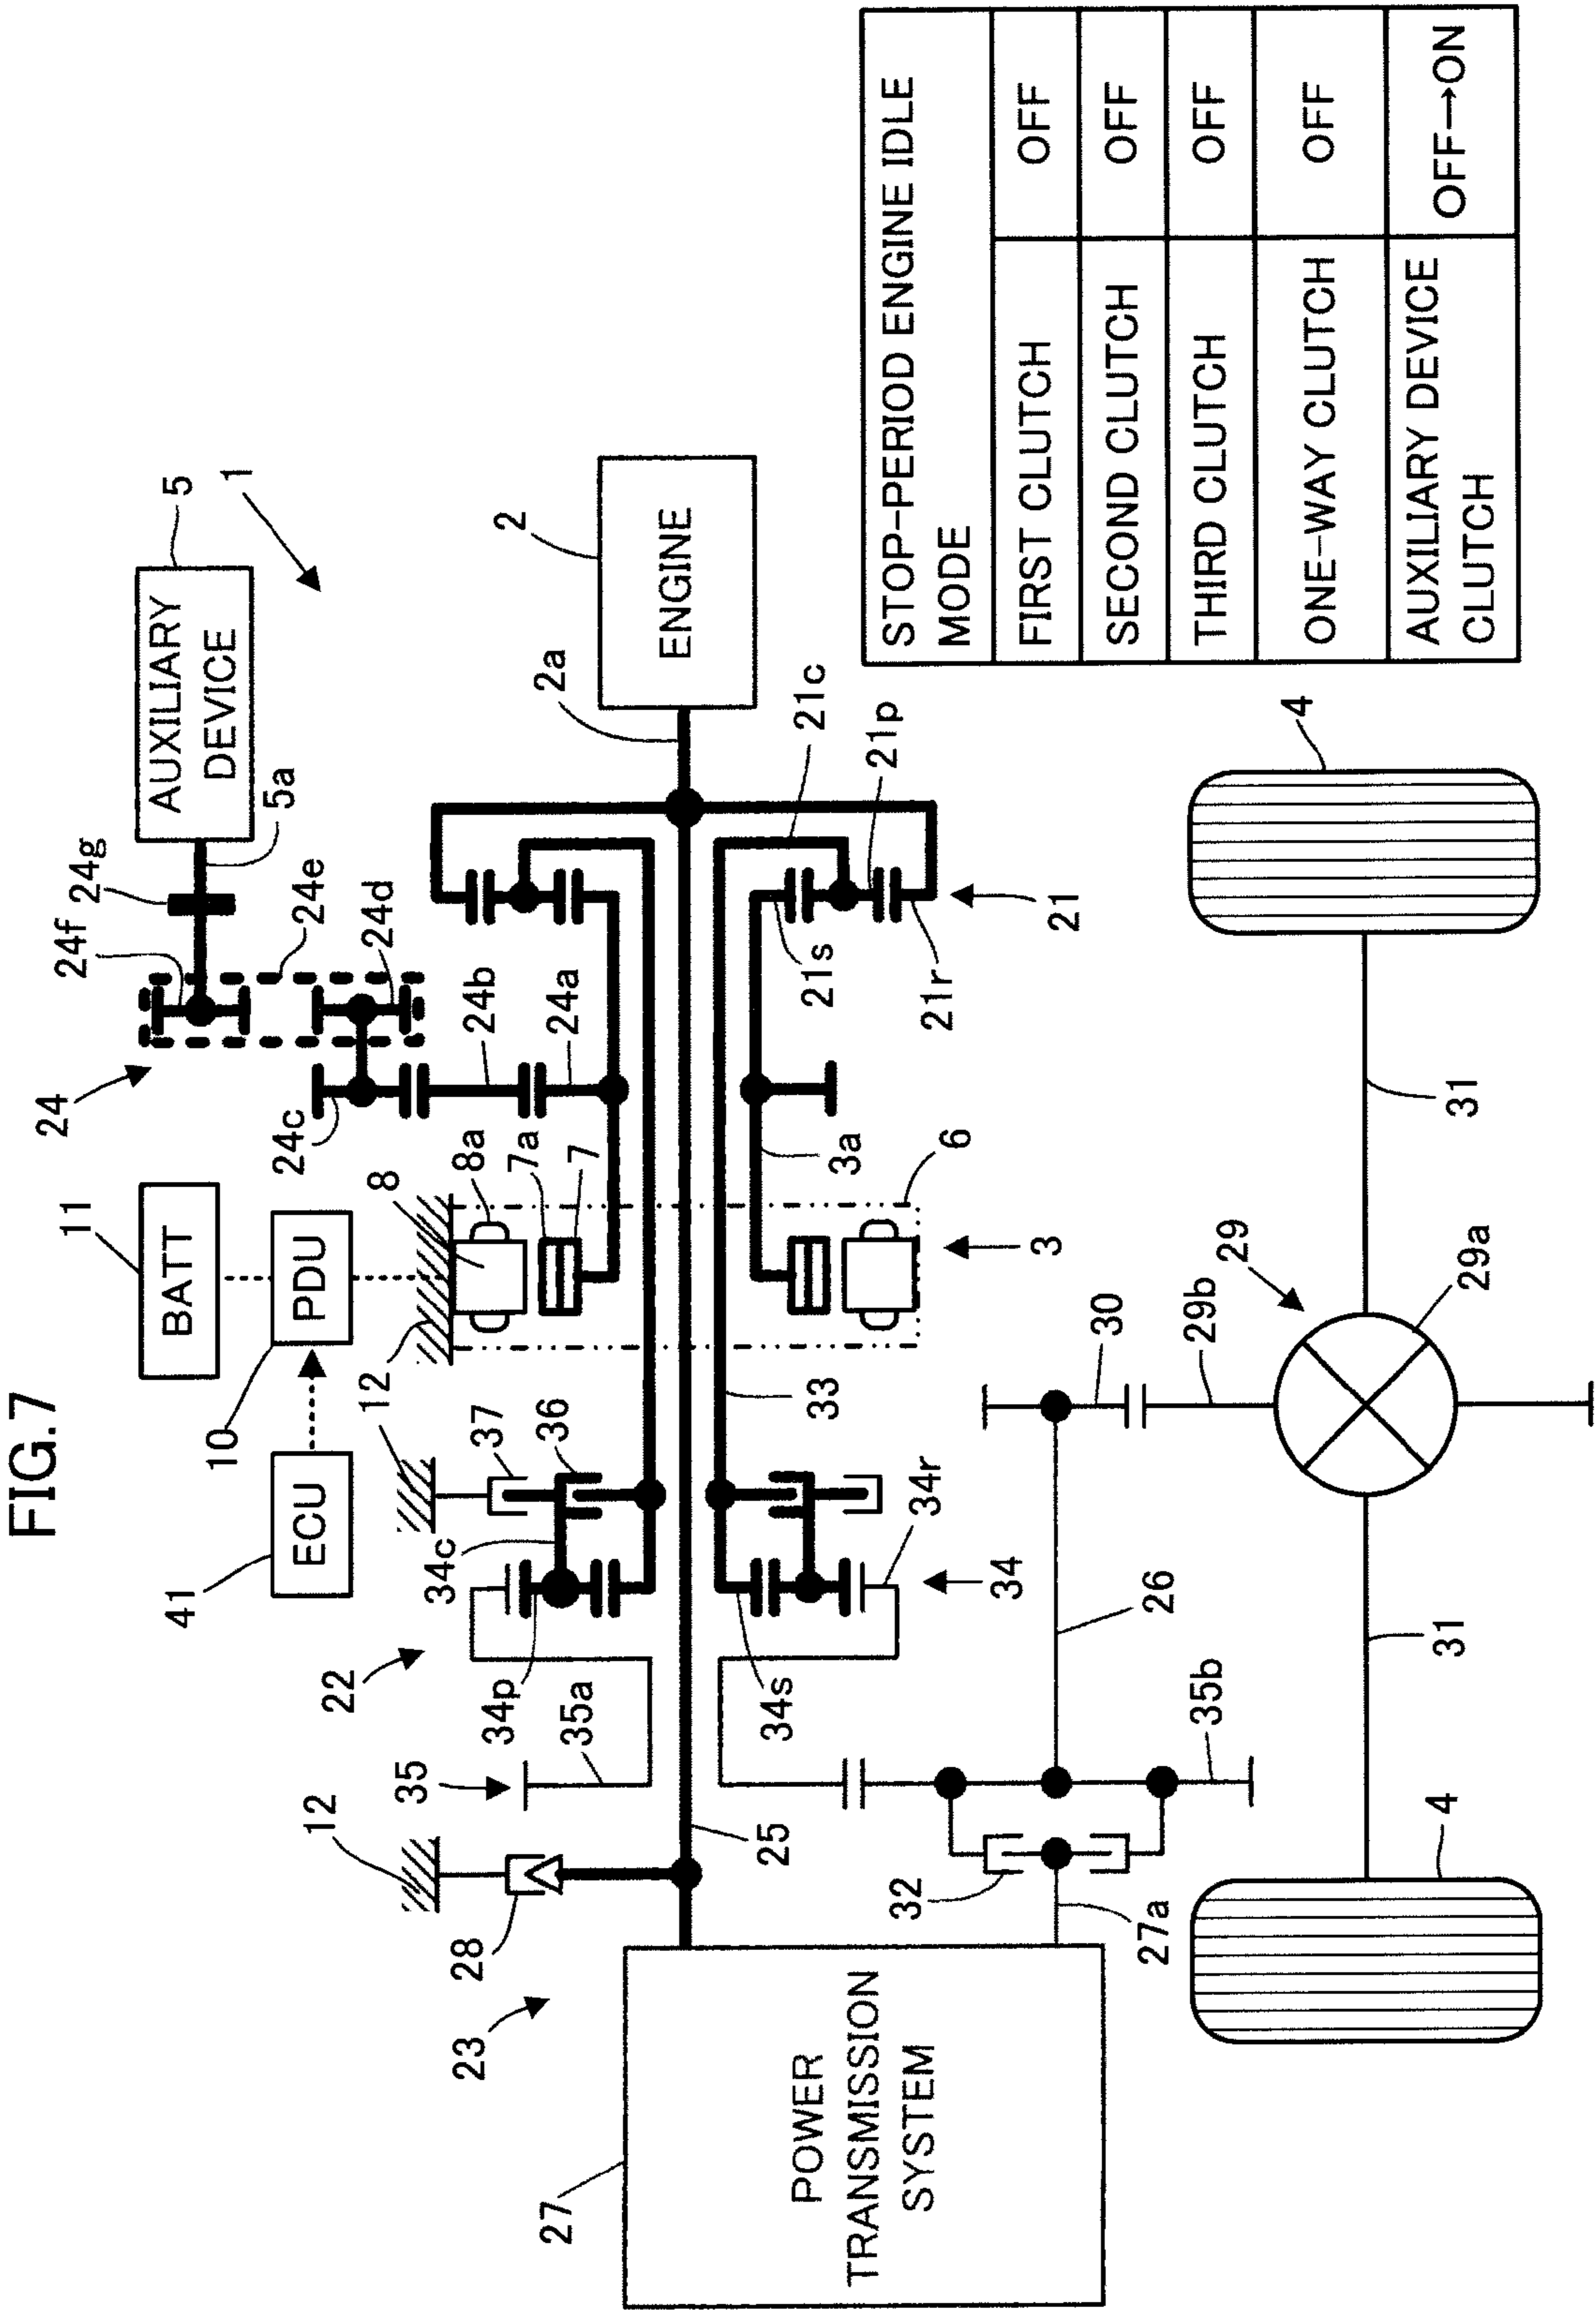 FIG.7
11
BATT
10
PDU
41
ECU
24
24f
24g
5
AUXILIARY
DEVICE
5a
1
24e
24d
24c
24b
24a
8
8a
7a
7
12
12
37
36
34c
22
34p
35
35a
12
28
23
2
ENGINE
2a
21c
21p
21s
21r
21
3a
6
3
33
34r
34
34s
25
27
POWER
TRANSMISSION
SYSTEM
32
27a
26
35b
30
29b
29
29a
31
31
4
4
STOP-PERIOD ENGINE IDLE
MODE
FIRST CLUTCH OFF
SECOND CLUTCH OFF
THIRD CLUTCH OFF
ONE-WAY CLUTCH OFF
AUXILIARY DEVICE
CLUTCH OFF→ON